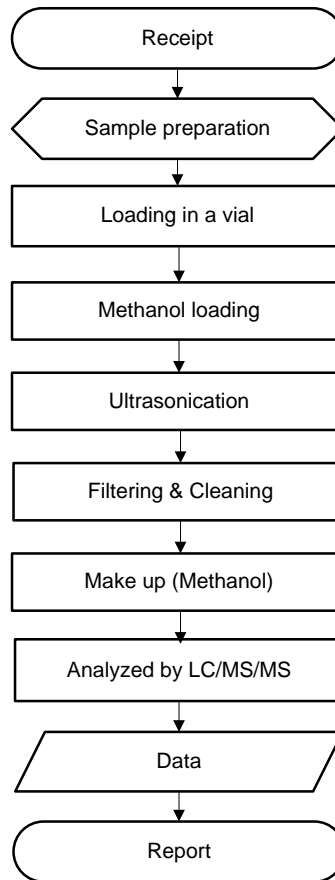 Receipt
Sample preparation
Loading in a vial
Methanol loading
Ultrasonication
Filtering & Cleaning
Make up (Methanol)
Analyzed by LC/MS/MS
Data
Report